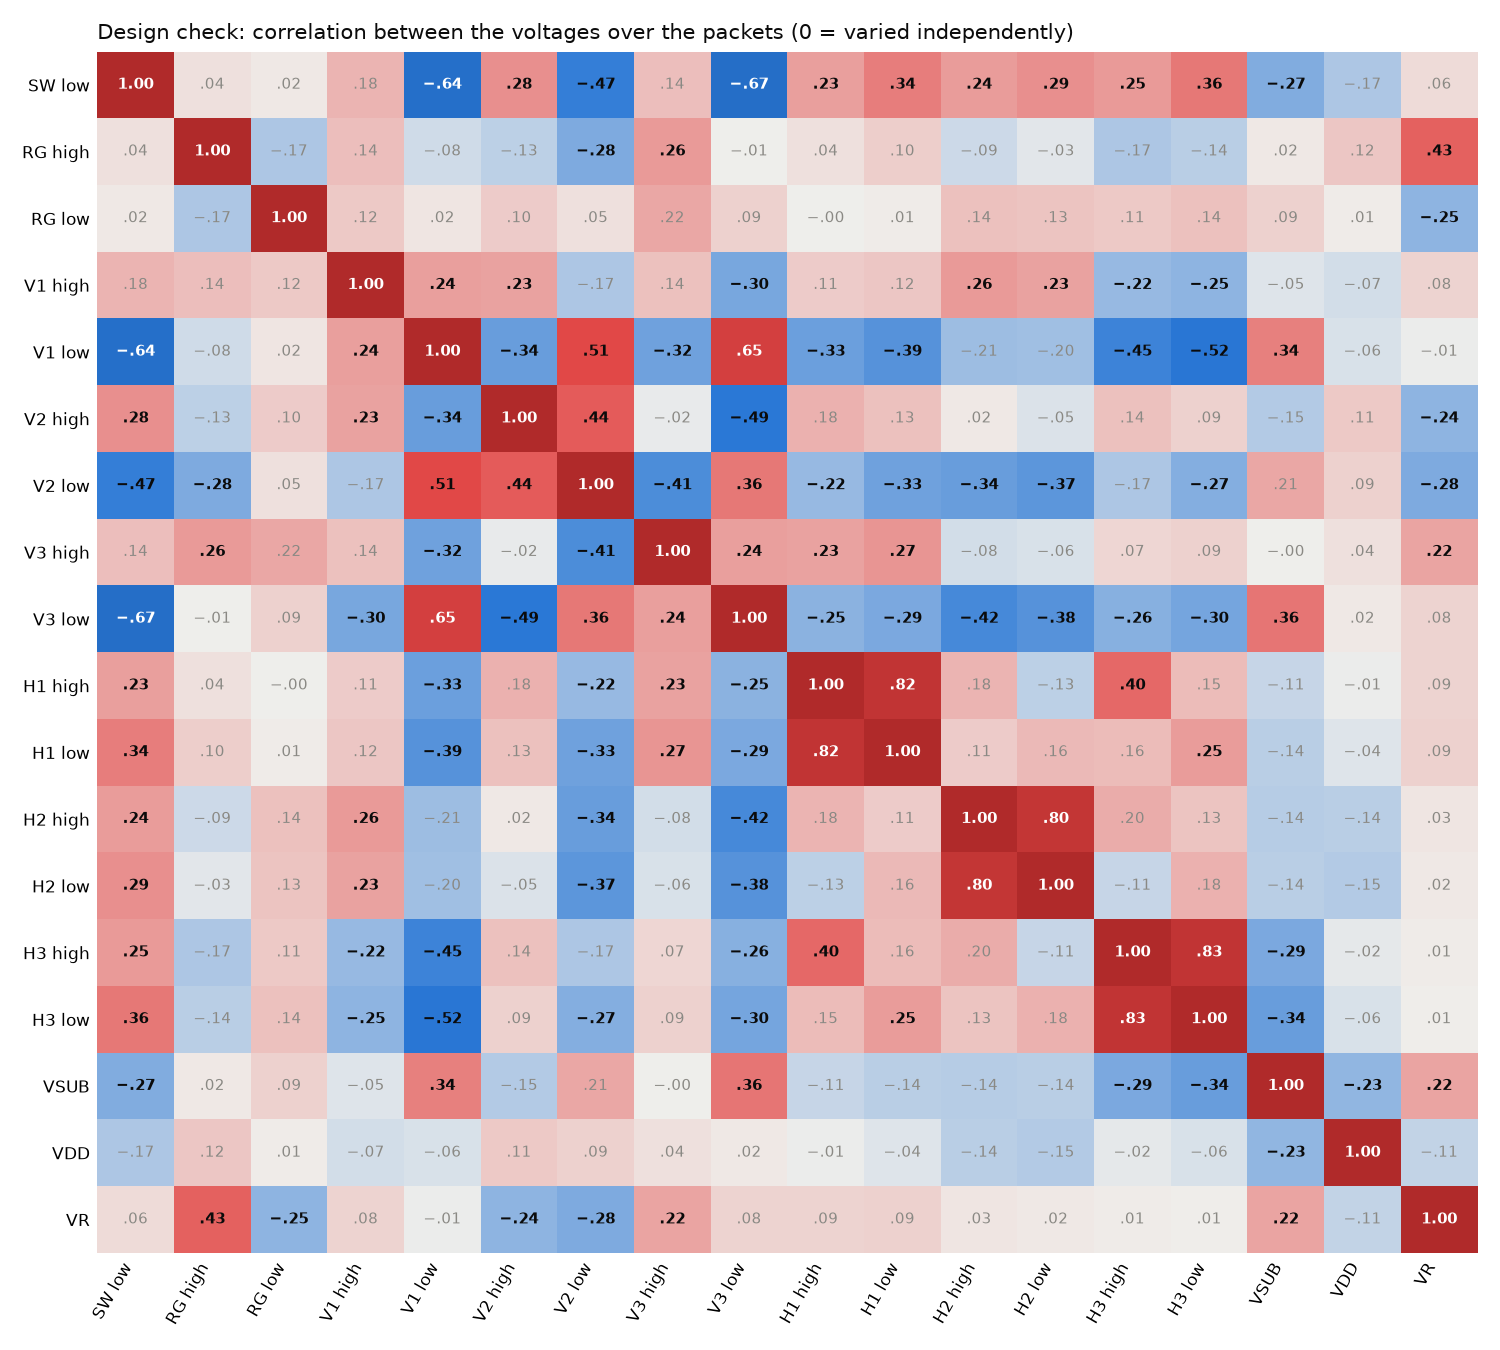 Design check: correlation between the voltages over the packets (0 = varied independently)
SW low 1.00 .04 .02 .18 −.64 .28 −.47 .14 −.67 .23 .34 .24 .29 .25 .36 −.27 −.17 .06
RG high .04 1.00 −.17 .14 −.08 −.13 −.28 .26 −.01 .04 .10 −.09 −.03 −.17 −.14 .02 .12 .43
RG low .02 −.17 1.00 .12 .02 .10 .05 .22 .09 −.00 .01 .14 .13 .11 .14 .09 .01 −.25
V1 high .18 .14 .12 1.00 .24 .23 −.17 .14 −.30 .11 .12 .26 .23 −.22 −.25 −.05 −.07 .08
V1 low −.64 −.08 .02 .24 1.00 −.34 .51 −.32 .65 −.33 −.39 −.21 −.20 −.45 −.52 .34 −.06 −.01
V2 high .28 −.13 .10 .23 −.34 1.00 .44 −.02 −.49 .18 .13 .02 −.05 .14 .09 −.15 .11 −.24
V2 low −.47 −.28 .05 −.17 .51 .44 1.00 −.41 .36 −.22 −.33 −.34 −.37 −.17 −.27 .21 .09 −.28
V3 high .14 .26 .22 .14 −.32 −.02 −.41 1.00 .24 .23 .27 −.08 −.06 .07 .09 −.00 .04 .22
V3 low −.67 −.01 .09 −.30 .65 −.49 .36 .24 1.00 −.25 −.29 −.42 −.38 −.26 −.30 .36 .02 .08
H1 high .23 .04 −.00 .11 −.33 .18 −.22 .23 −.25 1.00 .82 .18 −.13 .40 .15 −.11 −.01 .09
H1 low .34 .10 .01 .12 −.39 .13 −.33 .27 −.29 .82 1.00 .11 .16 .16 .25 −.14 −.04 .09
H2 high .24 −.09 .14 .26 −.21 .02 −.34 −.08 −.42 .18 .11 1.00 .80 .20 .13 −.14 −.14 .03
H2 low .29 −.03 .13 .23 −.20 −.05 −.37 −.06 −.38 −.13 .16 .80 1.00 −.11 .18 −.14 −.15 .02
H3 high .25 −.17 .11 −.22 −.45 .14 −.17 .07 −.26 .40 .16 .20 −.11 1.00 .83 −.29 −.02 .01
H3 low .36 −.14 .14 −.25 −.52 .09 −.27 .09 −.30 .15 .25 .13 .18 .83 1.00 −.34 −.06 .01
VSUB −.27 .02 .09 −.05 .34 −.15 .21 −.00 .36 −.11 −.14 −.14 −.14 −.29 −.34 1.00 −.23 .22
VDD −.17 .12 .01 −.07 −.06 .11 .09 .04 .02 −.01 −.04 −.14 −.15 −.02 −.06 −.23 1.00 −.11
VR .06 .43 −.25 .08 −.01 −.24 −.28 .22 .08 .09 .09 .03 .02 .01 .01 .22 −.11 1.00
SW low RG high RG low V1 high V1 low V2 high V2 low V3 high V3 low H1 high H1 low H2 high H2 low H3 high H3 low VSUB VDD VR